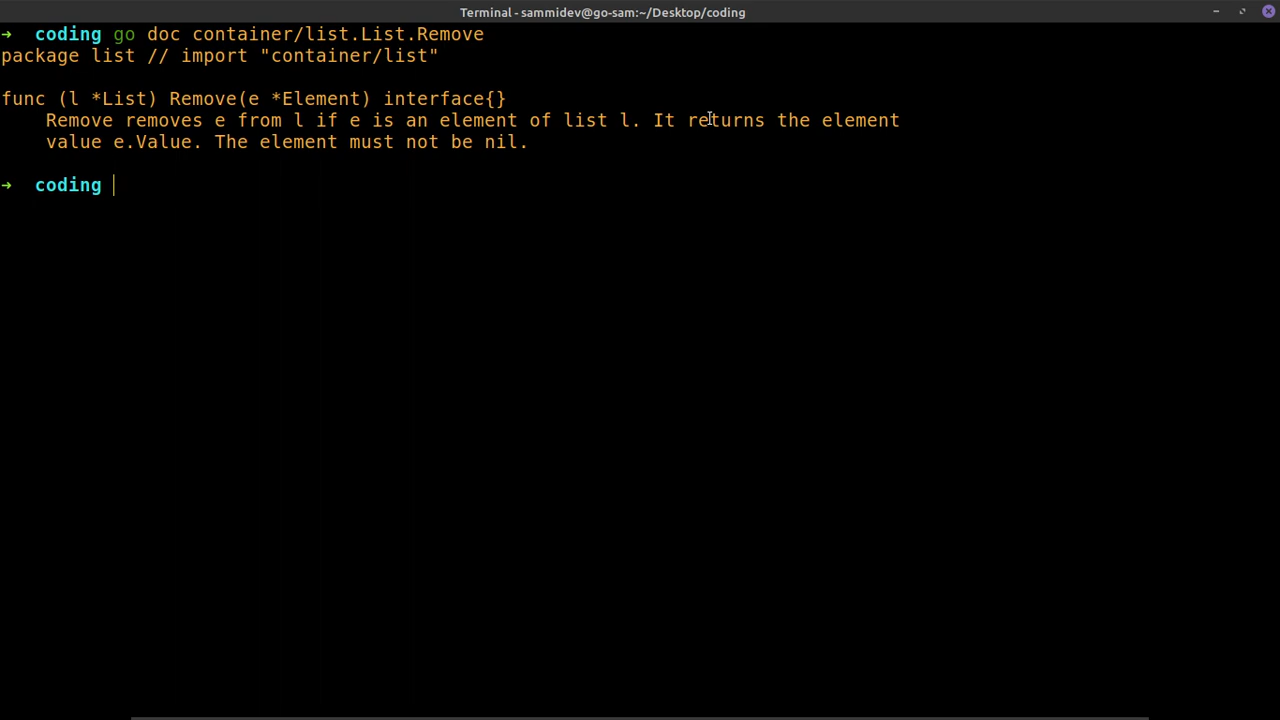 Terminal - sammidev@go-sam:~/Desktop/coding
→ coding go doc container/list.List.Remove
package list // import "container/list"
func (l *List) Remove(e *Element) interface{}
Remove removes e from l if e is an element of list l. It returns the element
value e.Value. The element must not be nil.
→ coding